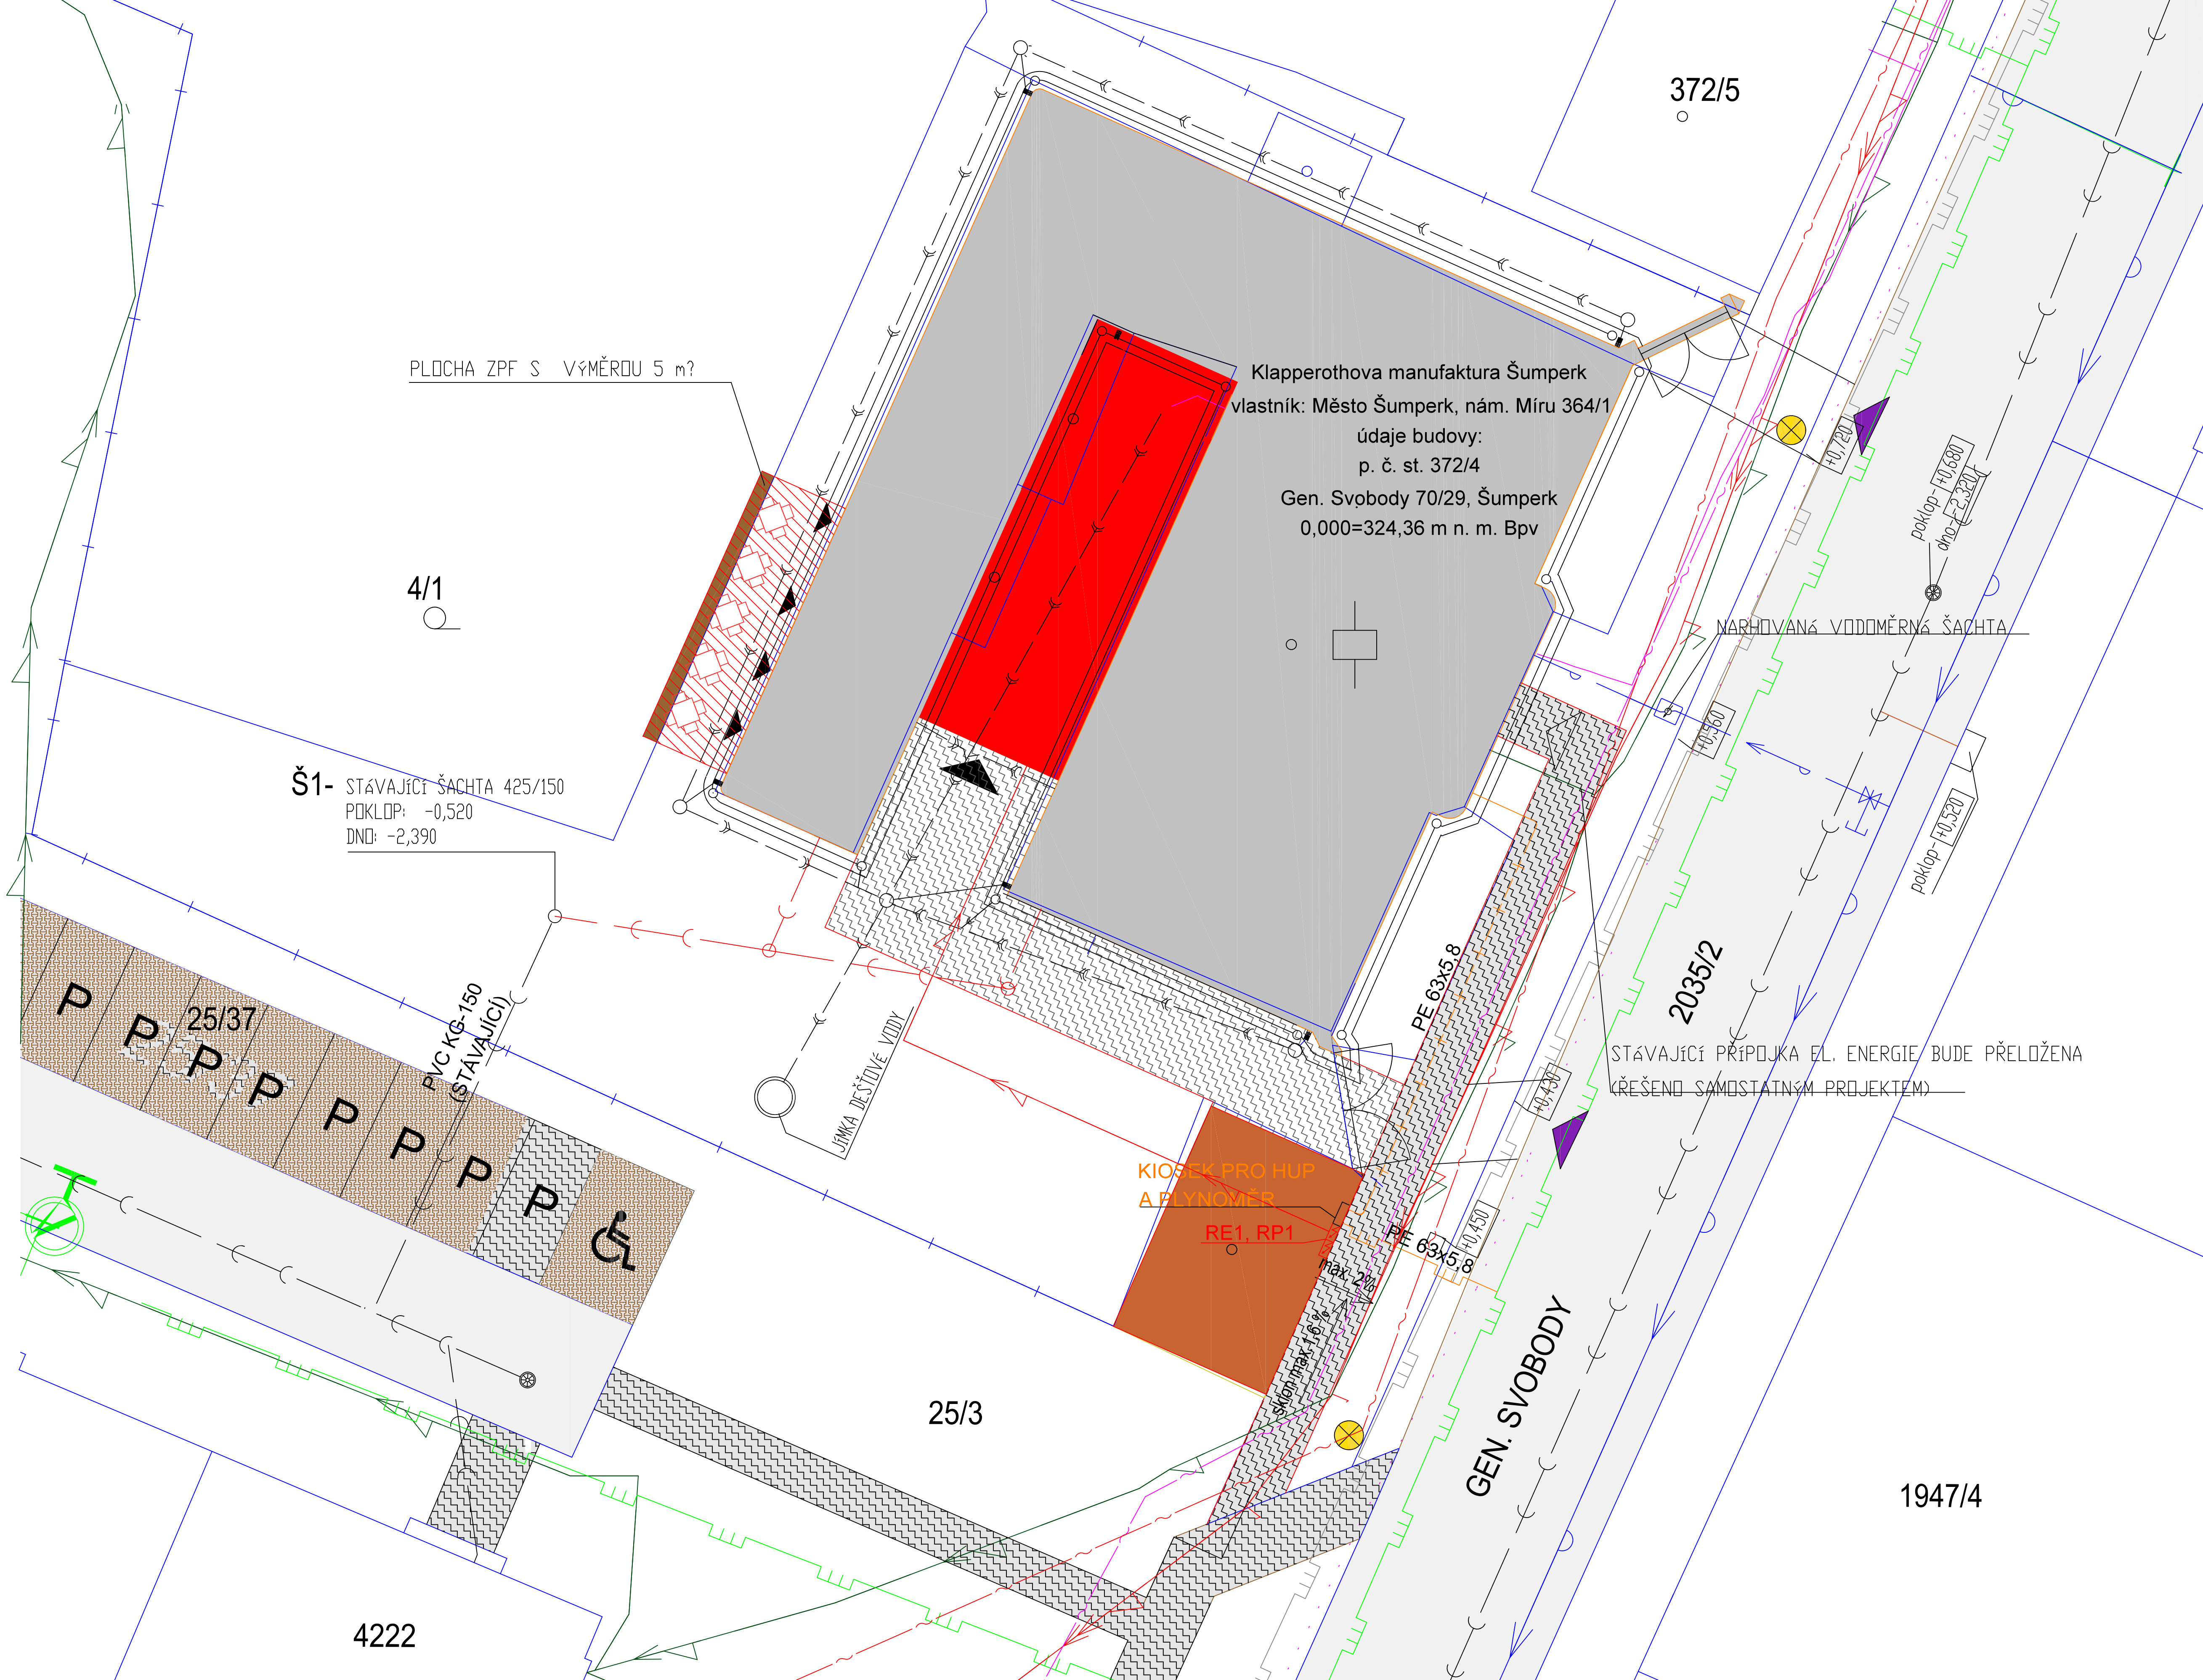 372/5
PLOCHA ZPF S VÝMĚROU 5 m?
Klapperothova manufaktura Šumperk
vlastník: Město Šumperk, nám. Míru 364/1
údaje budovy:
p. č. st. 372/4
Gen. Svobody 70/29, Šumperk
0,000=324,36 m n. m. Bpv
+0,720
poklop- +0,680
dno- -2,320
4/1
NARHOVANá VODOMĚRNá ŠACHTA
+0,560
Š1- STáVAJíCí ŠACHTA 425/150
POKLOP: -0,520
DNO: -2,390
poklop- +0,520
PE 63x5,8
2035/2
25/37
PVC KG-150
(STÁVAJÍCÍ)
JíMKA DEŠŤOVÉ VODY
STáVAJíCí PŘíPOJKA EL. ENERGIE BUDE PŘELOŽENA
(ŘEŠENO SAMOSTATNýM PROJEKTEM)
+0,430
P
P
P
P
P
P
P
P
KIOSEK PRO HUP
A PLYNOMĚR
RE1, RP1
PE 63x5,8
+0,450
max. 2%
sklon max. 1,6%
GEN. SVOBODY
25/3
1947/4
4222